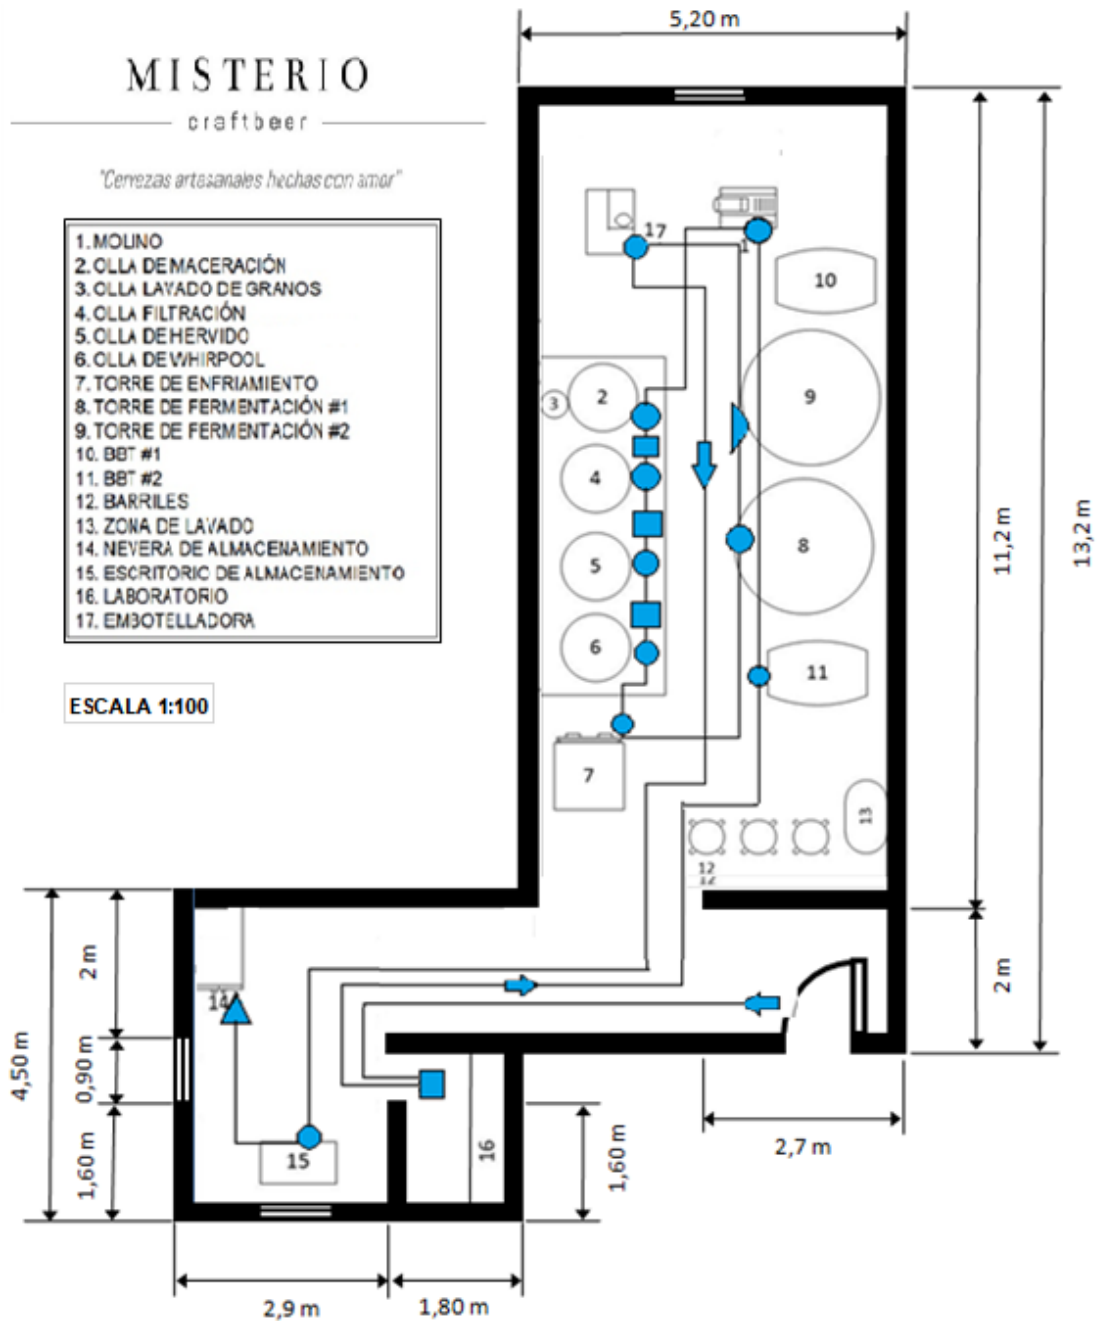 5,20 m
MISTERIO
craftbeer
"Cervezas artesanales hechas con amor"
1. MOLINO
2. OLLA DE MACERACIÓN
3. OLLA LAVADO DE GRANOS
4. OLLA FILTRACIÓN
5. OLLA DE HERVIDO
6. OLLA DE WHIRPOOL
7. TORRE DE ENFRIAMIENTO
8. TORRE DE FERMENTACIÓN #1
9. TORRE DE FERMENTACIÓN #2
10. BBT #1
11. BBT #2
12. BARRILES
13. ZONA DE LAVADO
14. NEVERA DE ALMACENAMIENTO
15. ESCRITORIO DE ALMACENAMIENTO
16. LABORATORIO
17. EMBOTELLADORA
ESCALA 1:100
17
1
10
9
2
3
4
8
5
6
11
7
13
12
12
11,2 m
13,2 m
2 m
14
2 m
0,90 m
4,50 m
1,60 m
15
16
1,60 m
2,7 m
2,9 m
1,80 m